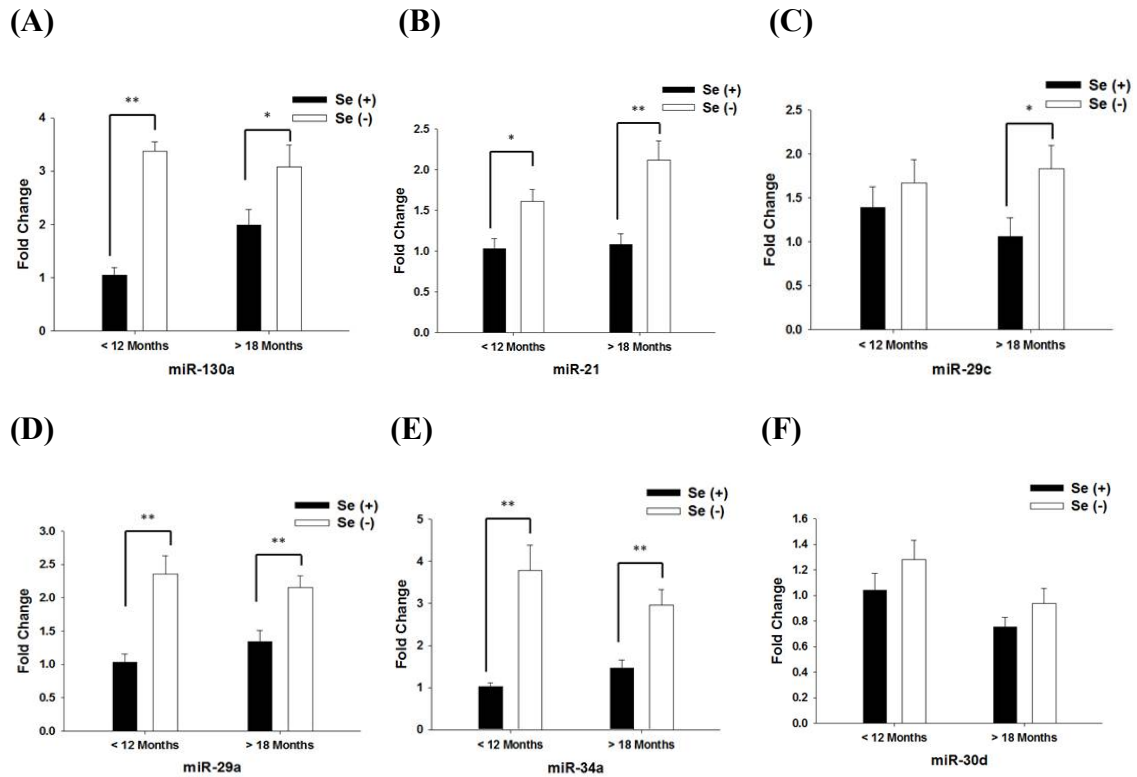 (A)
Se (+)
Se (-)
**
*
4
3
2
1
0
Fold Change
< 12 Months
> 18 Months
miR-130a
(B)
Se (+)
Se (-)
*
**
2.5
2.0
1.5
1.0
0.5
0.0
Fold Change
< 12 Months
> 18 Months
miR-21
(C)
Se (+)
Se (-)
*
2.5
2.0
1.5
1.0
0.5
0.0
Fold Change
< 12 Months
> 18 Months
miR-29c
(D)
Se (+)
Se (-)
**
**
3.0
2.5
2.0
1.5
1.0
0.5
0.0
Fold Change
< 12 Months
> 18 Months
miR-29a
(E)
Se (+)
Se (-)
**
**
5
4
3
2
1
0
Fold Change
< 12 Months
> 18 Months
miR-34a
(F)
Se (+)
Se (-)
1.6
1.4
1.2
1.0
0.8
0.6
0.4
0.2
0.0
Fold Change
< 12 Months
> 18 Months
miR-30d